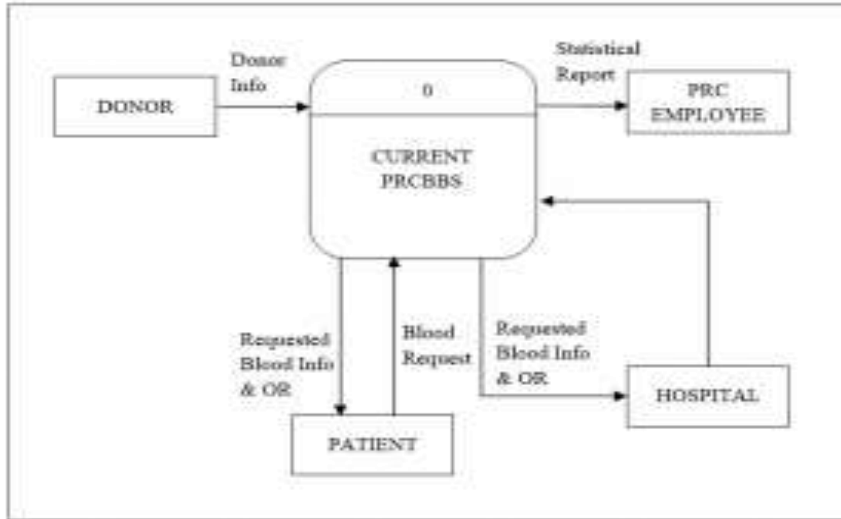 Donor
Info
DONOR
0
CURRENT
PRCBBS
Statistical
Report
PRC
EMPLOYEE
Requested
Blood Info
& OR
Blood
Request
Requested
Blood Info
& OR
PATIENT
HOSPITAL